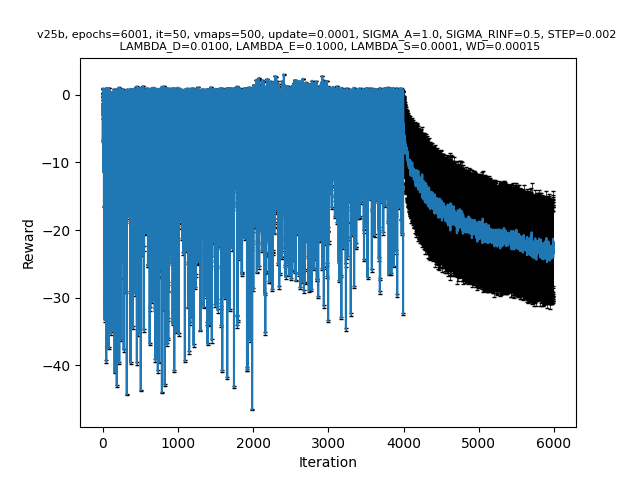 v25b, epochs=6001, it=50, vmaps=500, update=0.0001, SIGMA_A=1.0, SIGMA_RINF=0.5, STEP=0.002
LAMBDA_D=0.0100, LAMBDA_E=0.1000, LAMBDA_S=0.0001, WD=0.00015
0
−10
−20
−30
−40
Reward
0 1000 2000 3000 4000 5000 6000
Iteration